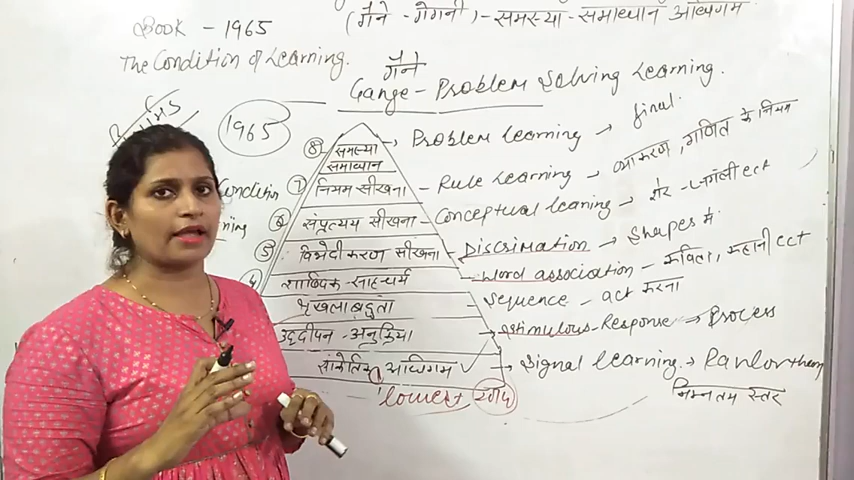 Book - 1965
(गैने - गेगनी) - समस्या - समाधान अधिगम
The Condition of Learning.
गैने
Gange - Problem Solving Learning.
1965
⑧ समस्या समाधान → Problem Learning → final.
⑦ नियम सीखना - Rule Learning - व्याकरण, गणित के नियम
⑥ संप्रत्यय सीखना - Conceptual leaning → शेर - जंगली ect
⑤ विभेदीकरण सीखना - Discrimation → Shapes में
④ शाब्दिक - साहचर्य - word association - कविता, कहानी ect
श्रृंखलाबद्धता Sequence - act करना
उद्दीपन - अनुक्रिया → stimulous - Response → Process
सांकेतिक अधिगम → Signal learning. →
lowest स्तर
निम्नतम स्तर